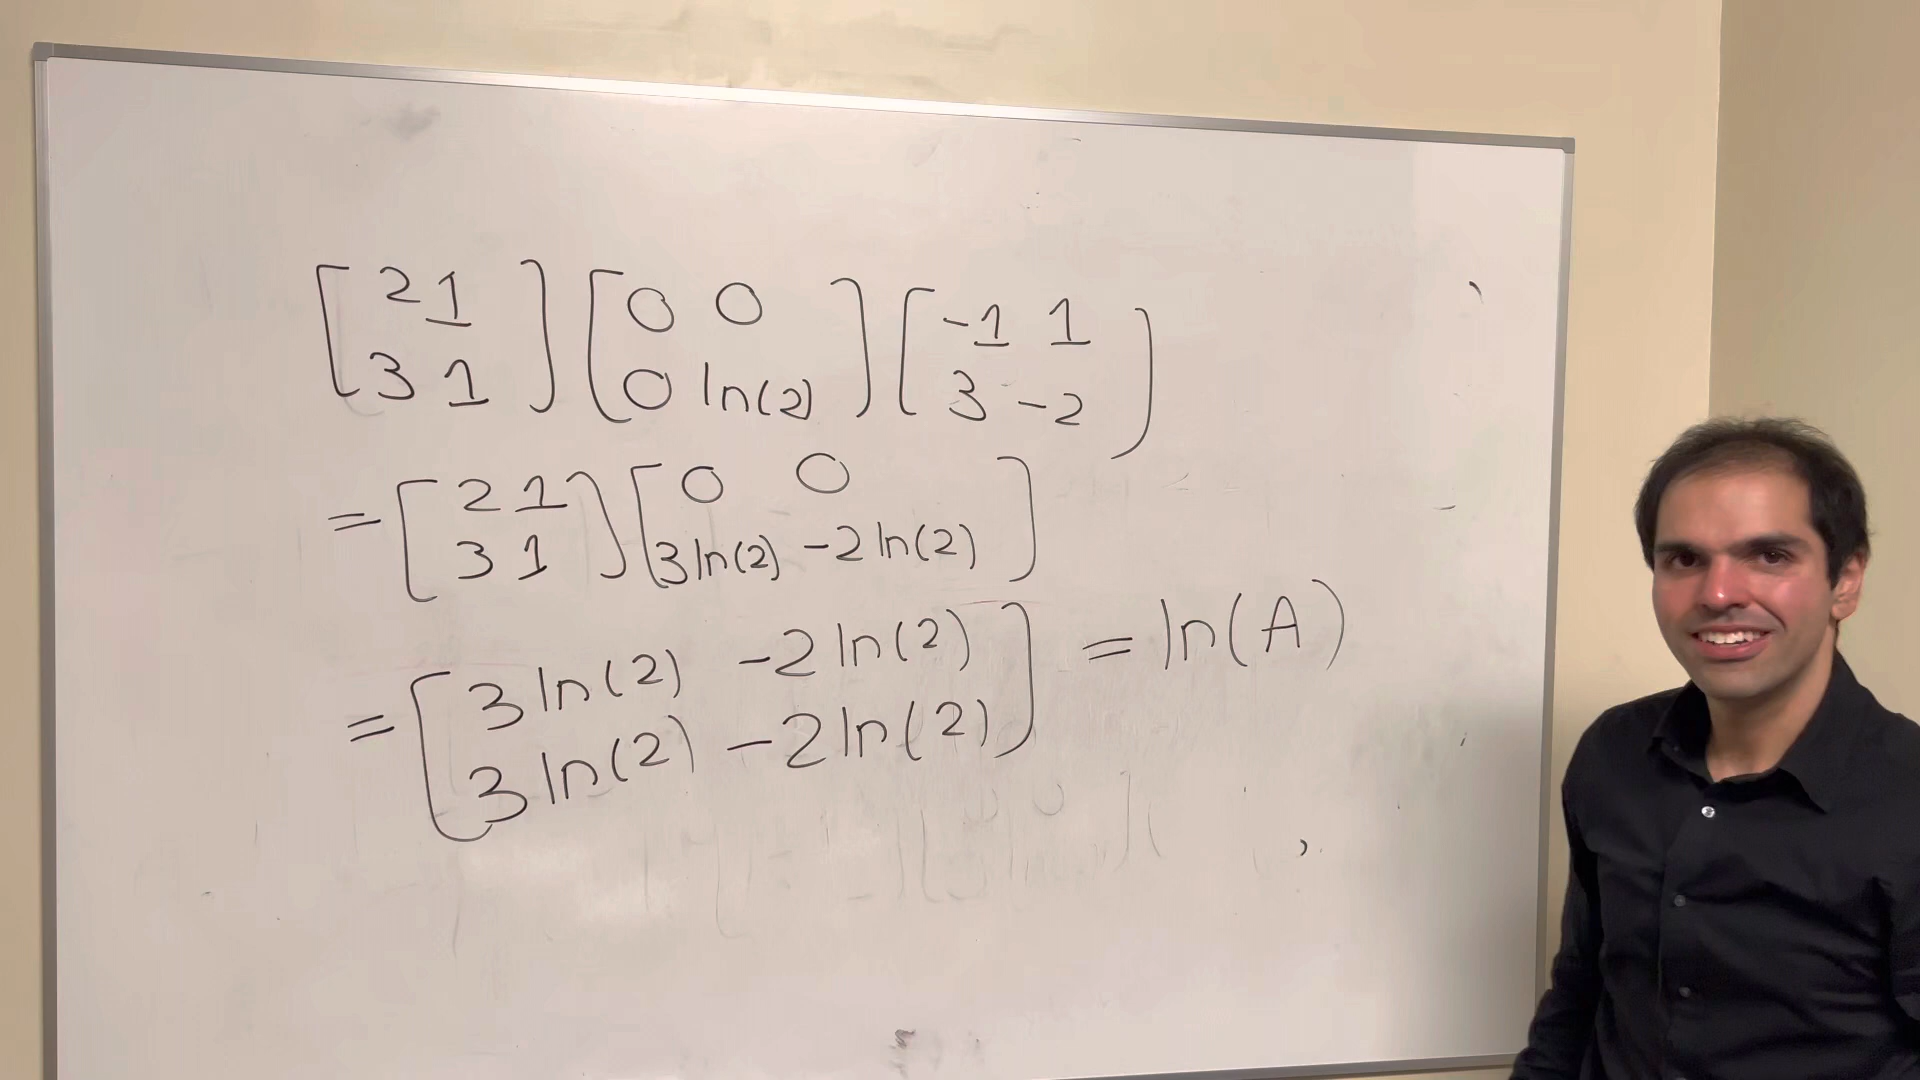 [2 1] [0 0] [-1 1]
[3 1] [0 ln(2)] [3 -2]
= [2 1] [0 0]
[3 1] [3ln(2) -2ln(2)]
= [3ln(2) -2ln(2)] = ln(A)
[3ln(2) -2ln(2)]